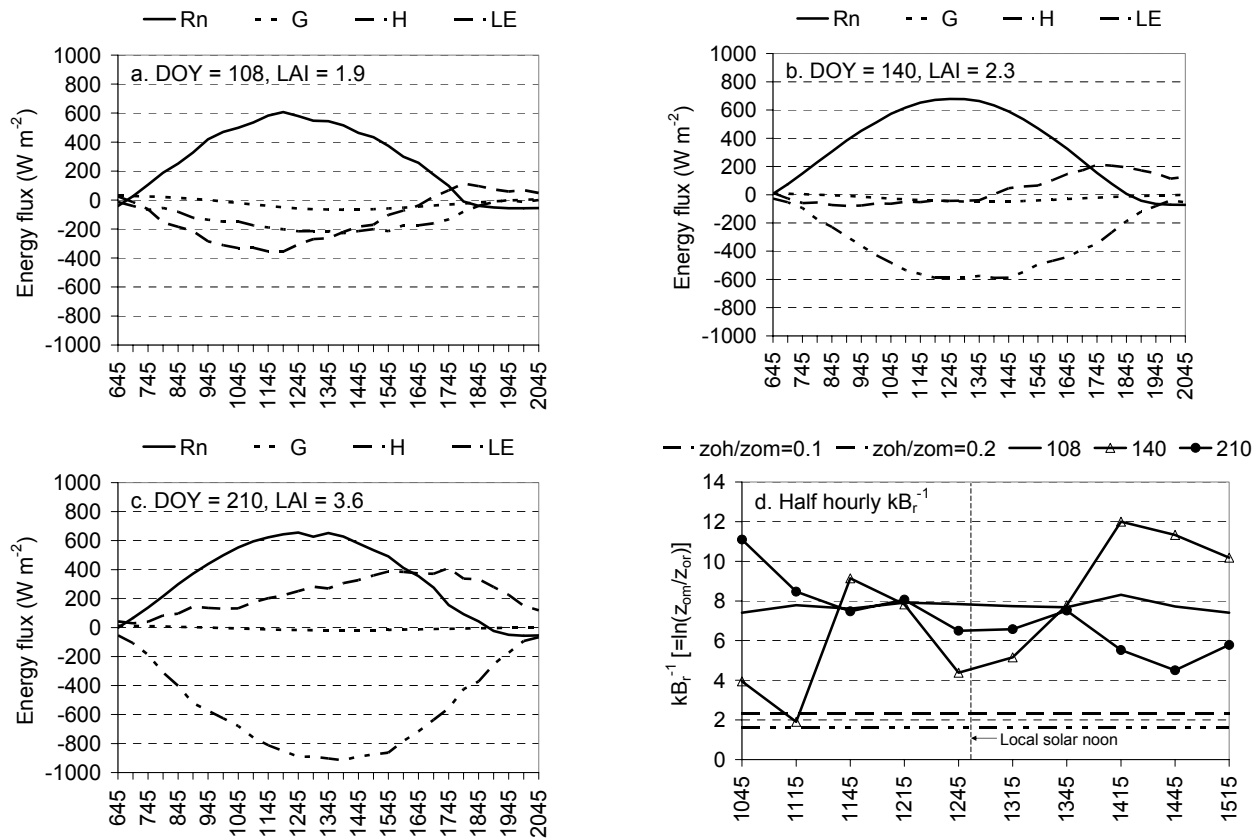 Rn G H LE
a. DOY = 108, LAI = 1.9
Energy flux (W m-2)
1000
800
600
400
200
0
-200
-400
-600
-800
-1000
645 745 845 945 1045 1145 1245 1345 1445 1545 1645 1745 1845 1945 2045
Rn G H LE
b. DOY = 140, LAI = 2.3
Energy flux (W m-2)
1000
800
600
400
200
0
-200
-400
-600
-800
-1000
645 745 845 945 1045 1145 1245 1345 1445 1545 1645 1745 1845 1945 2045
Rn G H LE
c. DOY = 210, LAI = 3.6
Energy flux (W m-2)
1000
800
600
400
200
0
-200
-400
-600
-800
-1000
645 745 845 945 1045 1145 1245 1345 1445 1545 1645 1745 1845 1945 2045
zoh/zom=0.1 zoh/zom=0.2 108 140 210
d. Half hourly kBr-1
kBr-1 [=ln(zom/zor)]
14
12
10
8
6
4
2
0
Local solar noon
1045 1115 1145 1215 1245 1315 1345 1415 1445 1515